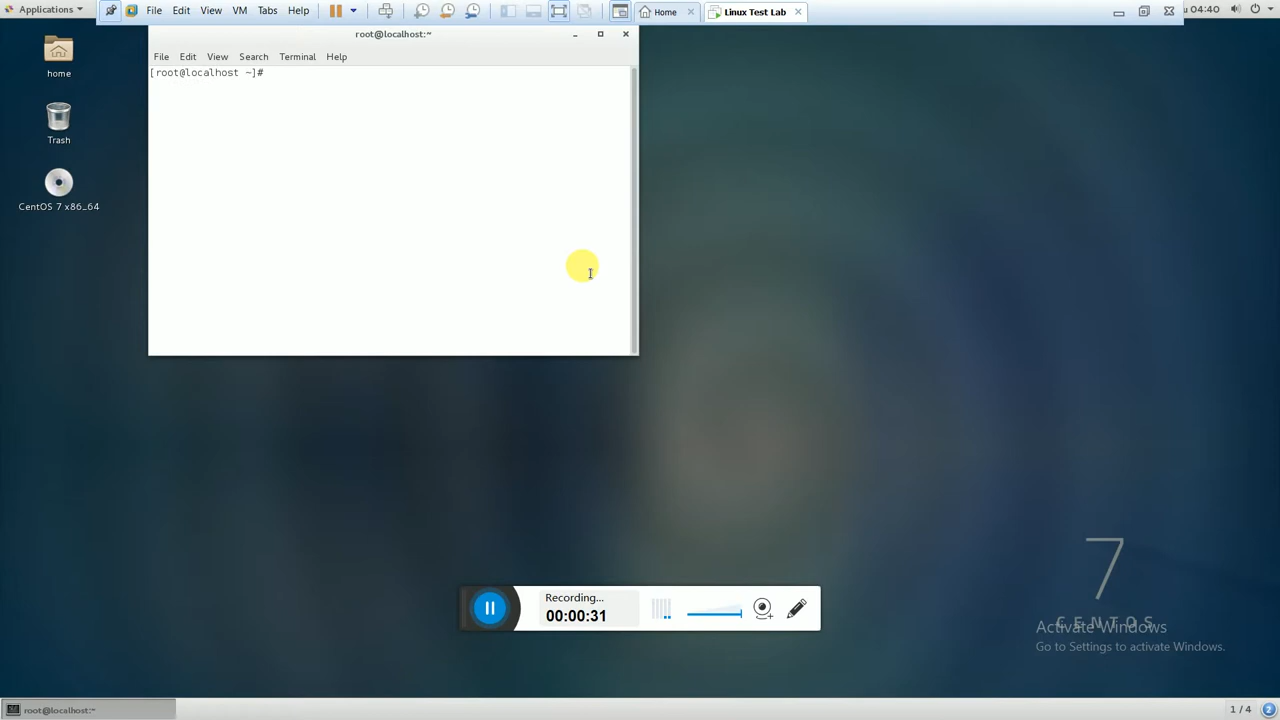 Applications
File Edit View VM Tabs Help
Home
Linux Test Lab
u 04:40
home
Trash
CentOS 7 x86_64
root@localhost:~
File Edit View Search Terminal Help
[root@localhost ~]#
Recording...
00:00:31
7
CENTOS
Activate Windows
Go to Settings to activate Windows.
root@localhost:~
1 / 4
2